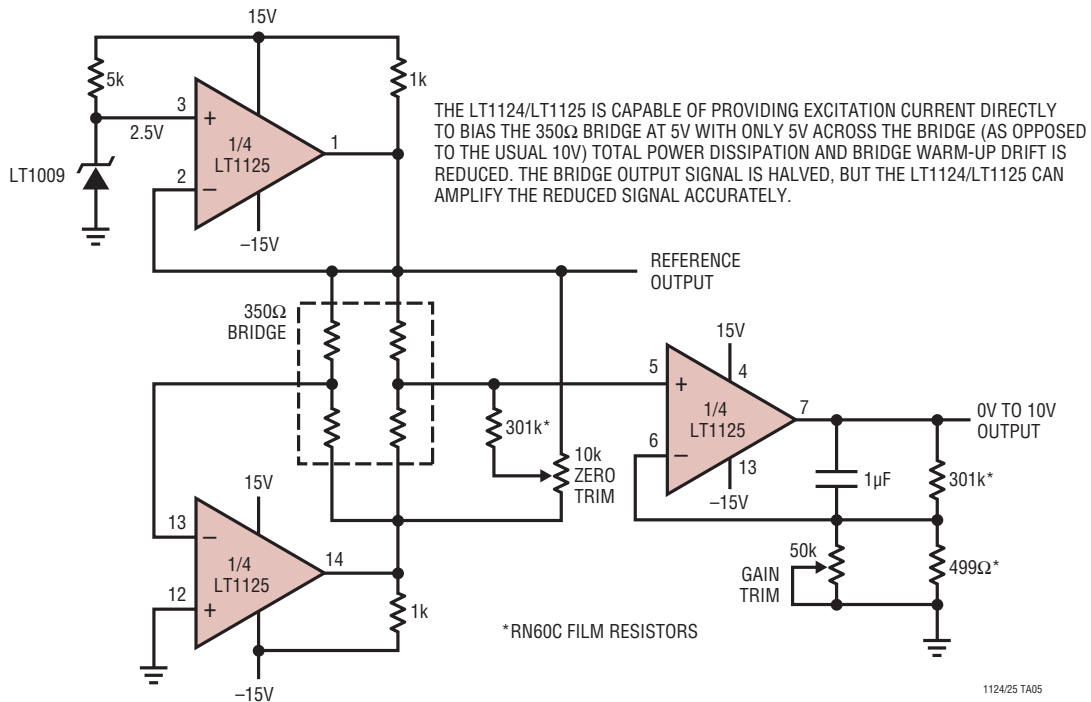 15V
5k
1k
3
+
2.5V
1/4
LT1125
1
LT1009
2
–
–15V
THE LT1124/LT1125 IS CAPABLE OF PROVIDING EXCITATION CURRENT DIRECTLY
TO BIAS THE 350Ω BRIDGE AT 5V WITH ONLY 5V ACROSS THE BRIDGE (AS OPPOSED
TO THE USUAL 10V) TOTAL POWER DISSIPATION AND BRIDGE WARM-UP DRIFT IS
REDUCED. THE BRIDGE OUTPUT SIGNAL IS HALVED, BUT THE LT1124/LT1125 CAN
AMPLIFY THE REDUCED SIGNAL ACCURATELY.
REFERENCE
OUTPUT
350Ω
BRIDGE
301k*
10k
ZERO
TRIM
15V
5
+
4
1/4
LT1125
7
6
–
13
–15V
0V TO 10V
OUTPUT
1µF
301k*
50k
GAIN
TRIM
499Ω*
15V
13
–
1/4
LT1125
14
12
+
1k
–15V
*RN60C FILM RESISTORS
1124/25 TA05